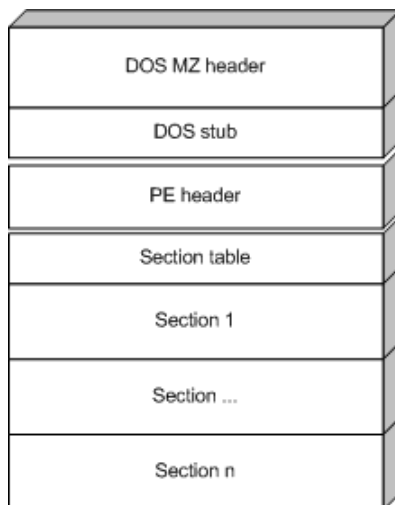 DOS MZ header
DOS stub
PE header
Section table
Section 1
Section ...
Section n